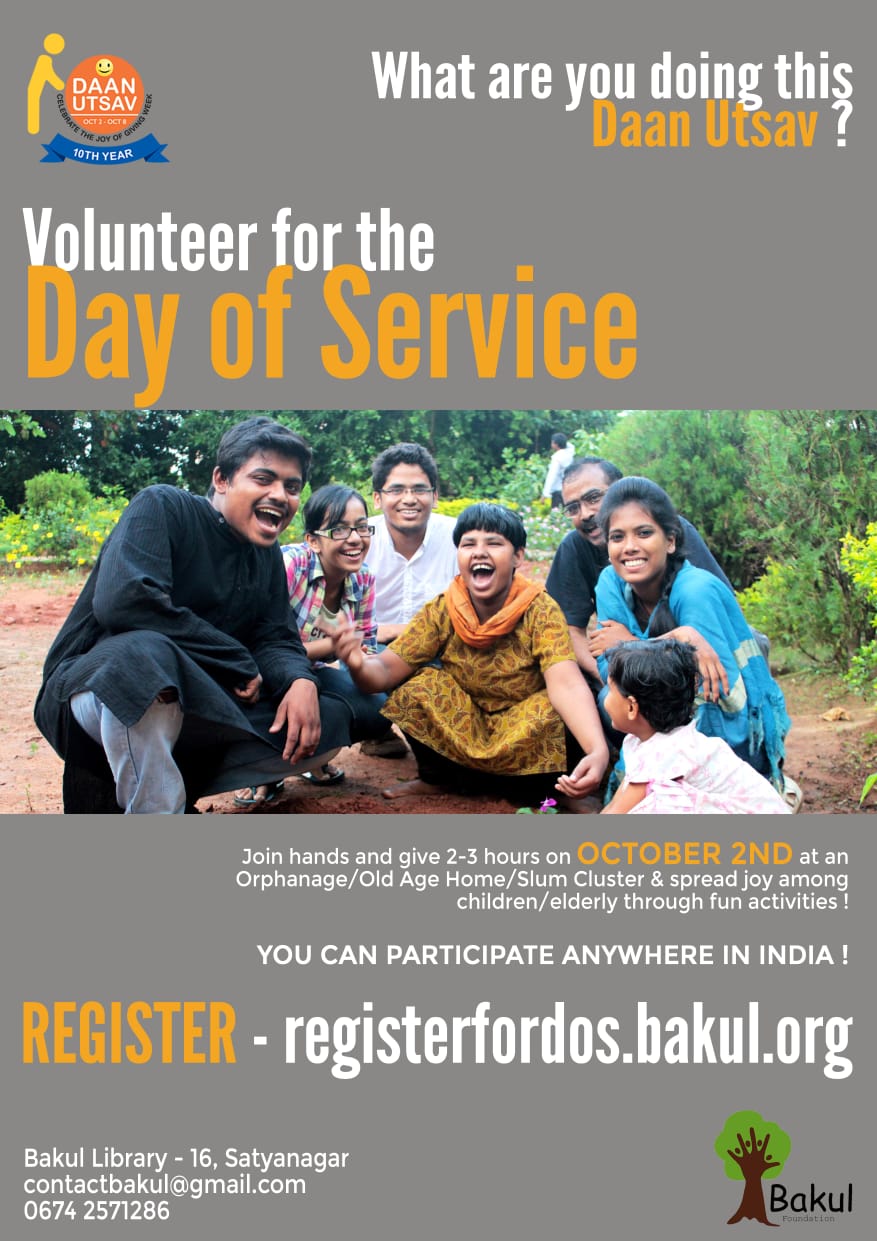 DAAN
UTSAV
OCT 2 - OCT 8
CELEBRATE THE JOY OF GIVING WEEK
10TH YEAR
What are you doing this
Daan Utsav ?
Volunteer for the
Day of Service
Join hands and give 2-3 hours on OCTOBER 2ND at an
Orphanage/Old Age Home/Slum Cluster & spread joy among
children/elderly through fun activities !
YOU CAN PARTICIPATE ANYWHERE IN INDIA !
REGISTER - registerfordos.bakul.org
Bakul Library - 16, Satyanagar
contactbakul@gmail.com
0674 2571286
Bakul
Foundation